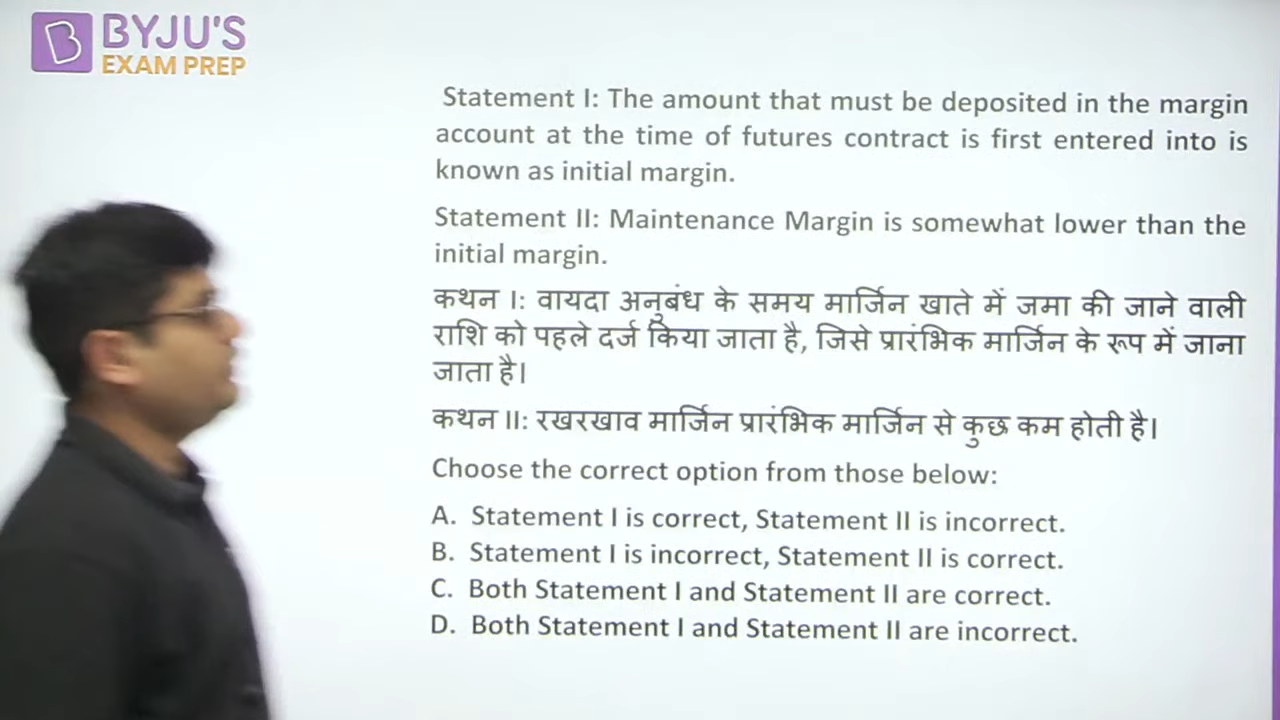 BYJU'S
EXAM PREP
Statement I: The amount that must be deposited in the margin
account at the time of futures contract is first entered into is
known as initial margin.
Statement II: Maintenance Margin is somewhat lower than the
initial margin.
कथन I: वायदा अनुबंध के समय मार्जिन खाते में जमा की जाने वाली
राशि को पहले दर्ज किया जाता है, जिसे प्रारंभिक मार्जिन के रूप में जाना
जाता है।
कथन II: रखरखाव मार्जिन प्रारंभिक मार्जिन से कुछ कम होती है।
Choose the correct option from those below:
A. Statement I is correct, Statement II is incorrect.
B. Statement I is incorrect, Statement II is correct.
C. Both Statement I and Statement II are correct.
D. Both Statement I and Statement II are incorrect.